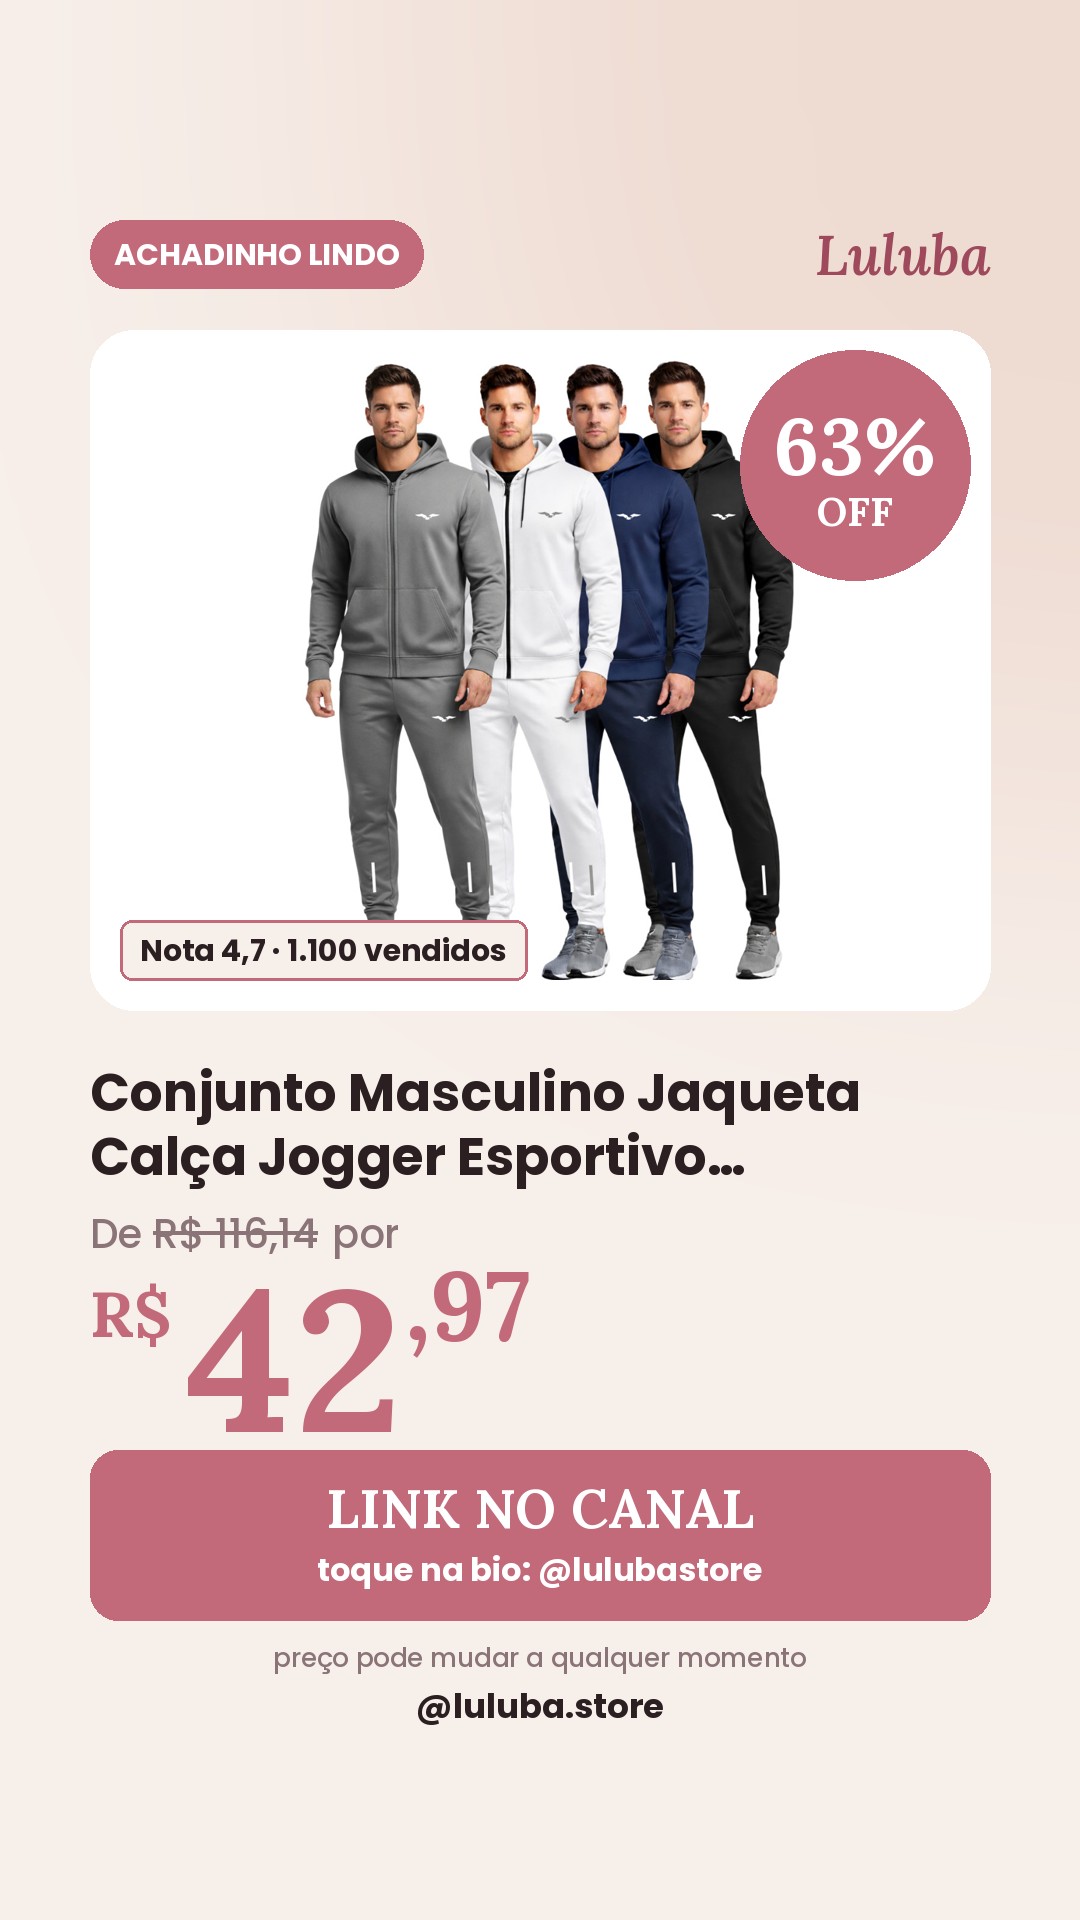 ACHADINHO LINDO
Luluba
63%
OFF
Nota 4,7 · 1.100 vendidos
Conjunto Masculino Jaqueta
Calça Jogger Esportivo...
De R$ 116,14 por
R$ 42,97
LINK NO CANAL
toque na bio: @lulubastore
preço pode mudar a qualquer momento
@luluba.store